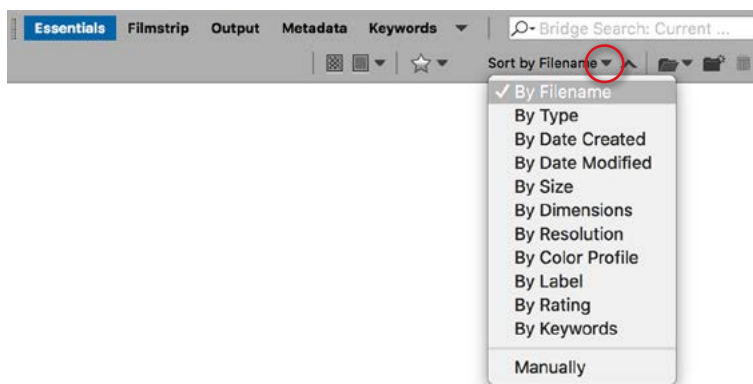 Essentials Filmstrip Output Metadata Keywords Bridge Search: Current ...
Sort by Filename
✓ By Filename
By Type
By Date Created
By Date Modified
By Size
By Dimensions
By Resolution
By Color Profile
By Label
By Rating
By Keywords
Manually